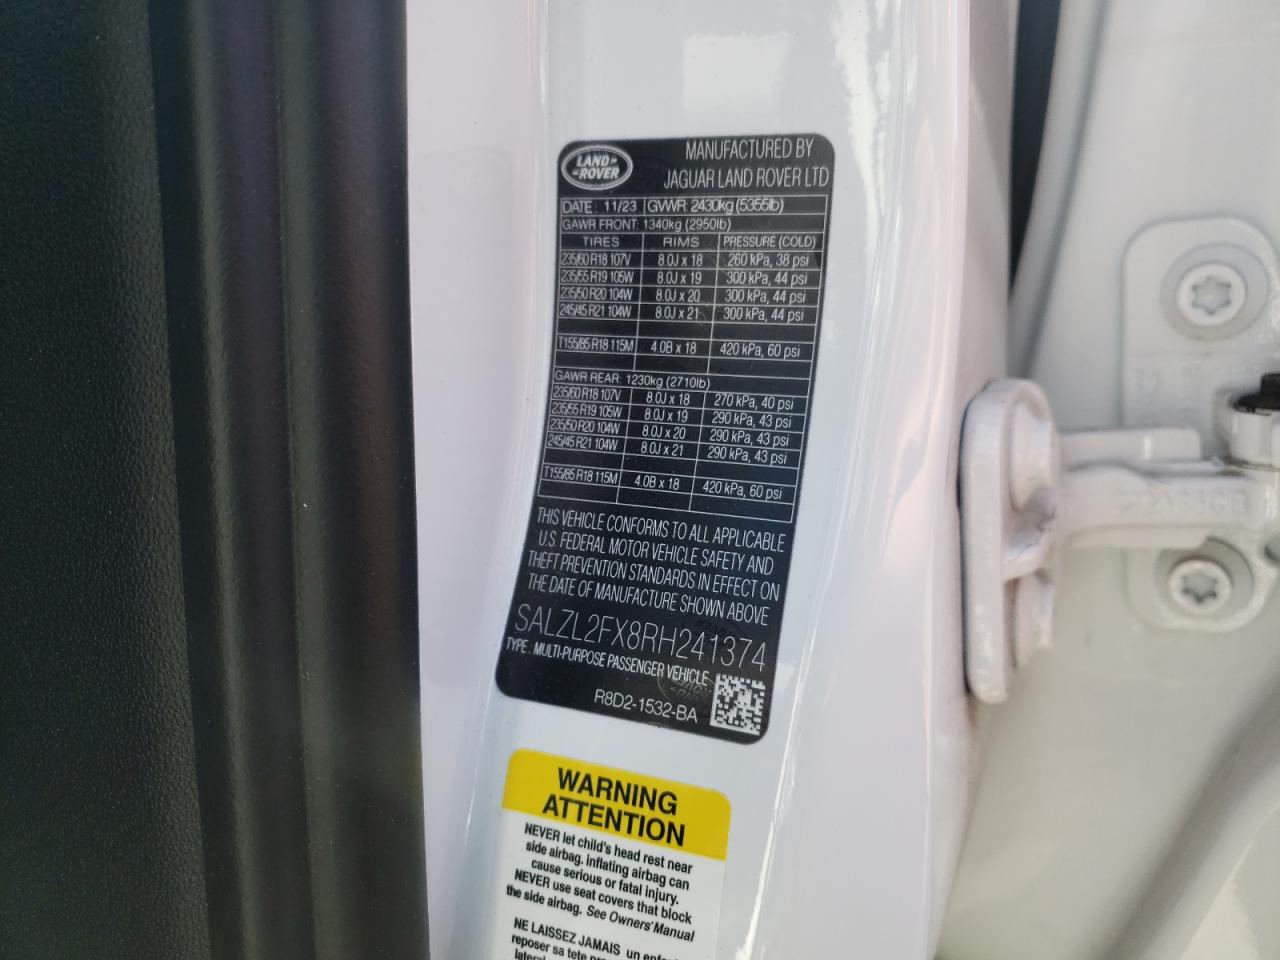 LAND ROVER
MANUFACTURED BY
JAGUAR LAND ROVER LTD
DATE : 11/23 GVWR: 2430kg (5355lb)
GAWR FRONT: 1340kg (2950lb)
TIRES RIMS PRESSURE (COLD)
235/60 R18 107V 8.0J x 18 260 kPa, 38 psi
235/55 R19 105W 8.0J x 19 300 kPa, 44 psi
235/50 R20 104W 8.0J x 20 300 kPa, 44 psi
245/45 R21 104W 8.0J x 21 300 kPa, 44 psi
T155/85 R18 115M 4.0B x 18 420 kPa, 60 psi
GAWR REAR: 1230kg (2710lb)
235/60 R18 107V 8.0J x 18 270 kPa, 40 psi
235/55 R19 105W 8.0J x 19 290 kPa, 43 psi
235/50 R20 104W 8.0J x 20 290 kPa, 43 psi
245/45 R21 104W 8.0J x 21 290 kPa, 43 psi
T155/85 R18 115M 4.0B x 18 420 kPa, 60 psi
THIS VEHICLE CONFORMS TO ALL APPLICABLE
U.S. FEDERAL MOTOR VEHICLE SAFETY AND
THEFT PREVENTION STANDARDS IN EFFECT ON
THE DATE OF MANUFACTURE SHOWN ABOVE
SALZL2FX8RH241374
TYPE : MULTI-PURPOSE PASSENGER VEHICLE
R8D2-1532-BA
WARNING
ATTENTION
NEVER let child's head rest near
side airbag. inflating airbag can
cause serious or fatal injury.
NEVER use seat covers that block
the side airbag. See Owners' Manual
NE LAISSEZ JAMAIS un
reposer sa tete